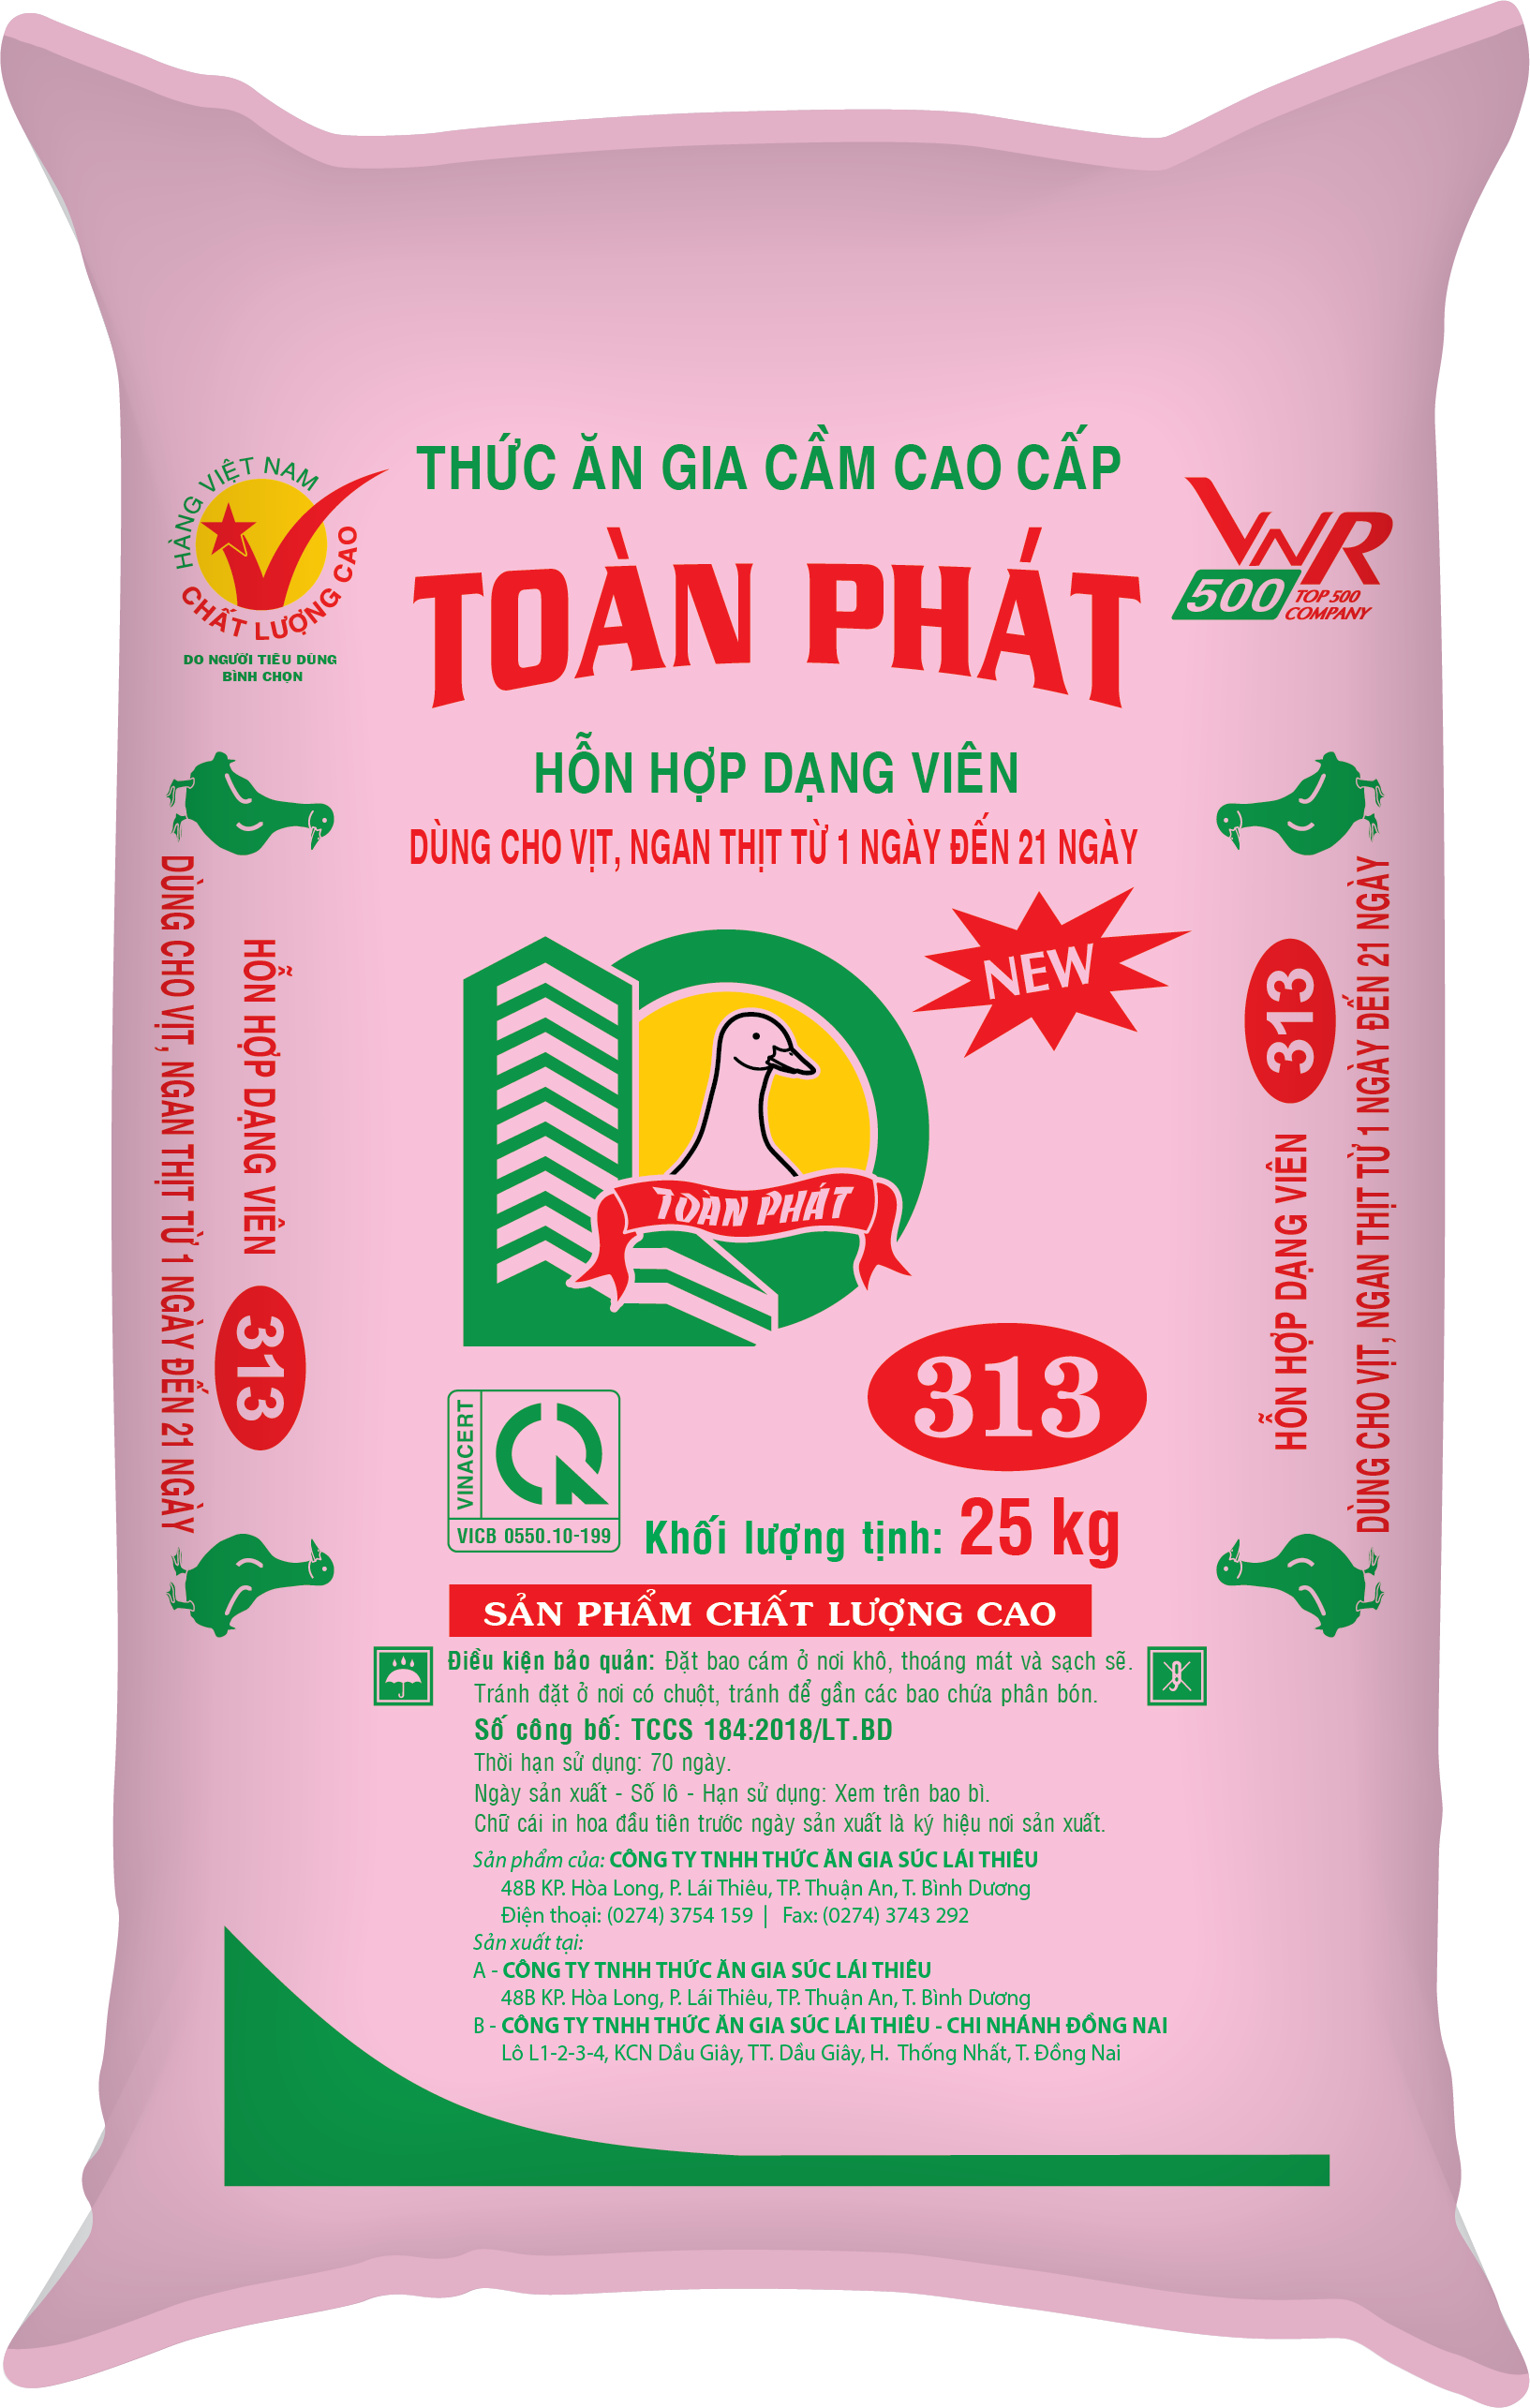 THỨC ĂN GIA CẦM CAO CẤP
HÀNG VIỆT NAM
CHẤT LƯỢNG CAO
DO NGƯỜI TIÊU DÙNG
BÌNH CHỌN
TOÀN PHÁT
VNR
500
TOP 500
COMPANY
HỖN HỢP DẠNG VIÊN
DÙNG CHO VỊT, NGAN THỊT TỪ 1 NGÀY ĐẾN 21 NGÀY
NEW
TOÀN PHÁT
DÙNG CHO VỊT, NGAN THỊT TỪ 1 NGÀY ĐẾN 21 NGÀY
HỖN HỢP DẠNG VIÊN
313
313
HỖN HỢP DẠNG VIÊN
DÙNG CHO VỊT, NGAN THỊT TỪ 1 NGÀY ĐẾN 21 NGÀY
313
VINACERT
VICB 0550.10-199
Khối lượng tịnh: 25 kg
SẢN PHẨM CHẤT LƯỢNG CAO
Điều kiện bảo quản: Đặt bao cám ở nơi khô, thoáng mát và sạch sẽ.
Tránh đặt ở nơi có chuột, tránh để gần các bao chứa phân bón.
Số công bố: TCCS 184:2018/LT.BD
Thời hạn sử dụng: 70 ngày.
Ngày sản xuất - Số lô - Hạn sử dụng: Xem trên bao bì.
Chữ cái in hoa đầu tiên trước ngày sản xuất là ký hiệu nơi sản xuất.
Sản phẩm của: CÔNG TY TNHH THỨC ĂN GIA SÚC LÁI THIÊU
48B KP. Hòa Long, P. Lái Thiêu, TP. Thuận An, T. Bình Dương
Điện thoại: (0274) 3754 159 | Fax: (0274) 3743 292
Sản xuất tại:
A - CÔNG TY TNHH THỨC ĂN GIA SÚC LÁI THIÊU
48B KP. Hòa Long, P. Lái Thiêu, TP. Thuận An, T. Bình Dương
B - CÔNG TY TNHH THỨC ĂN GIA SÚC LÁI THIÊU - CHI NHÁNH ĐỒNG NAI
Lô L1-2-3-4, KCN Dầu Giây, TT. Dầu Giây, H. Thống Nhất, T. Đồng Nai